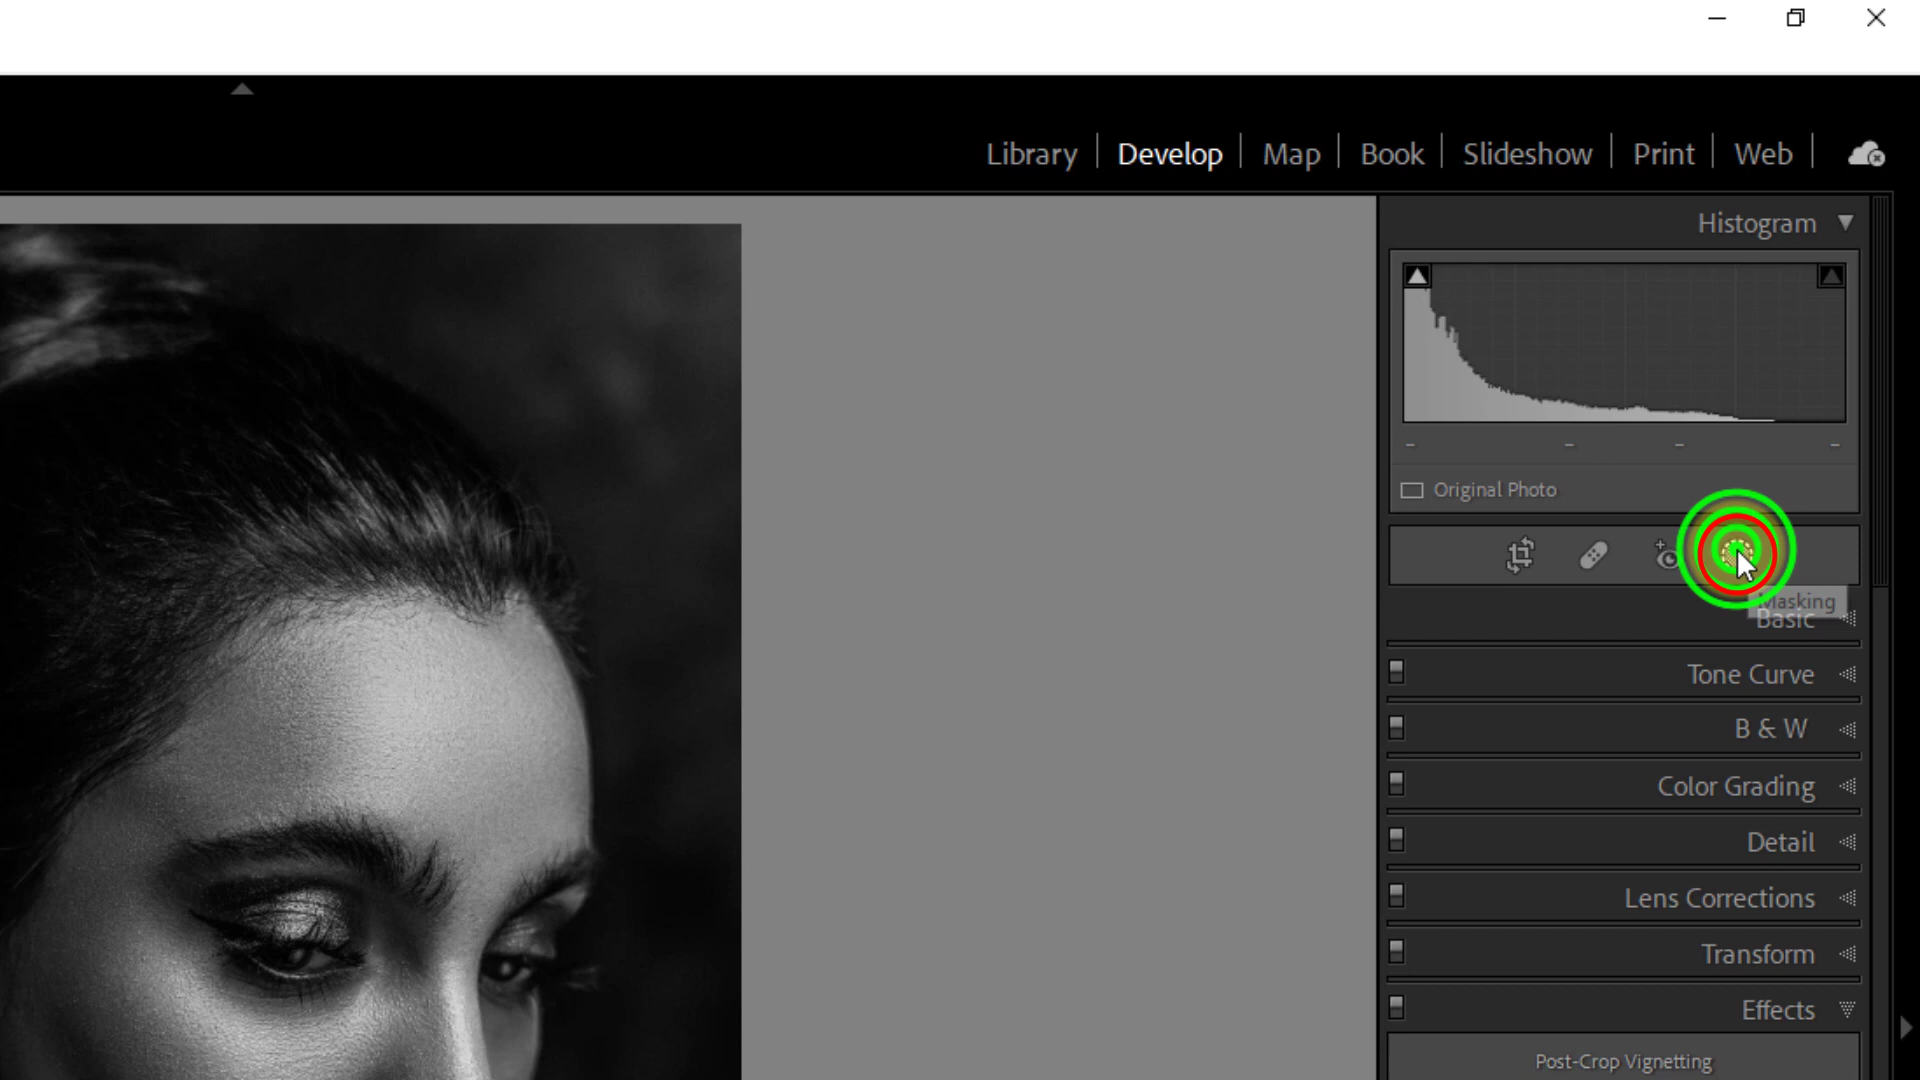 Library Develop Map Book Slideshow Print Web
Histogram
Original Photo
Masking
Basic
Tone Curve
B & W
Color Grading
Detail
Lens Corrections
Transform
Effects
Post-Crop Vignetting